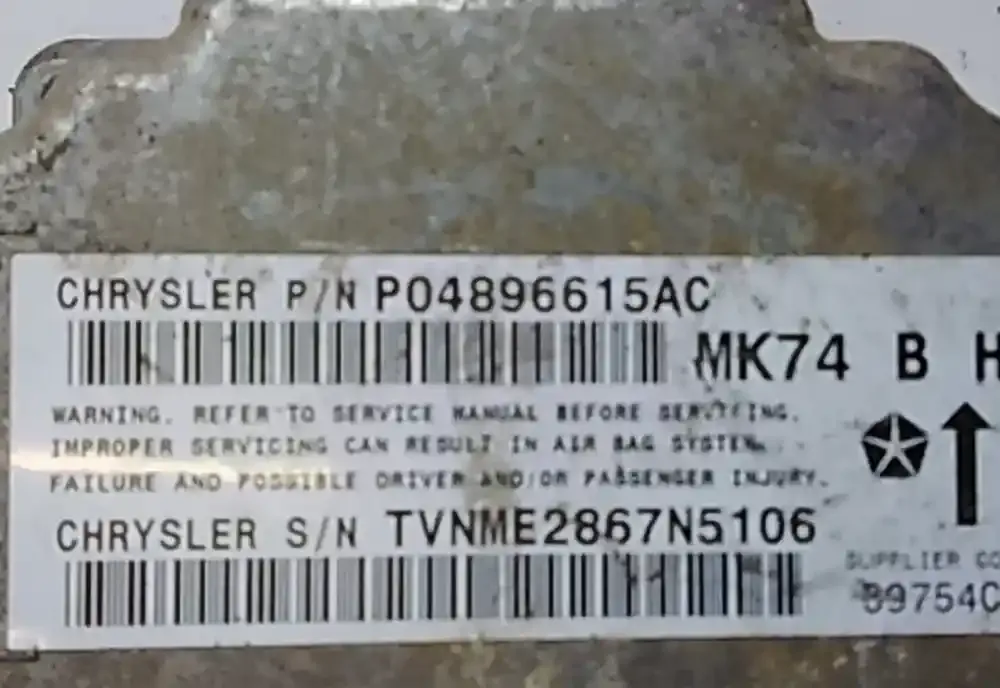 CHRYSLER P/N P04896615AC
MK74 B H
WARNING. REFER TO SERVICE MANUAL BEFORE SERVICING.
IMPROPER SERVICING CAN RESULT IN AIR BAG SYSTEM
FAILURE AND POSSIBLE DRIVER AND/OR PASSENGER INJURY.
CHRYSLER S/N TVNME2867N5106
SUPPLIER CO
89754C